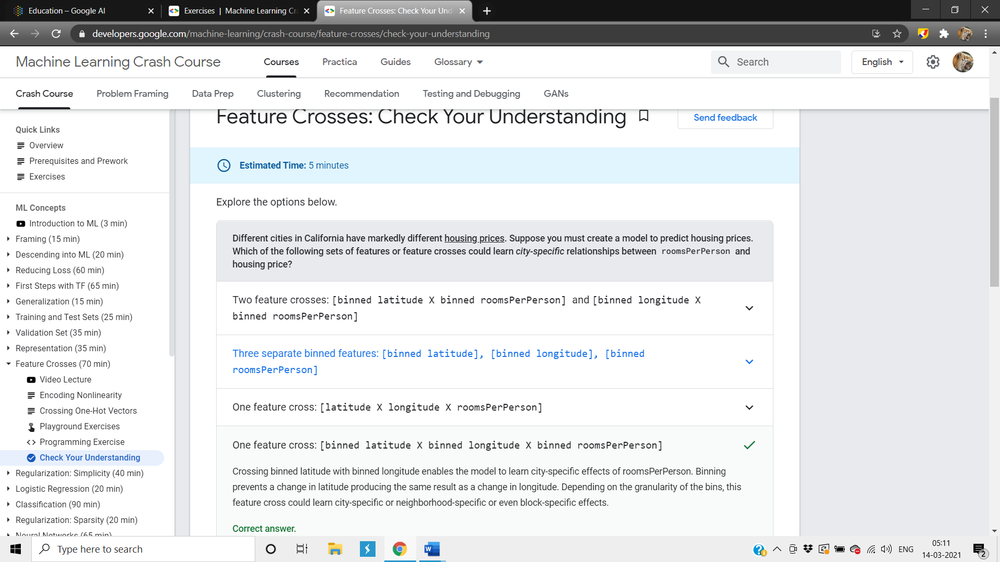 Education – Google AI
Exercises | Machine Learning Cra
Feature Crosses: Check Your Und
developers.google.com/machine-learning/crash-course/feature-crosses/check-your-understanding
Machine Learning Crash Course
Courses
Practica
Guides
Glossary
Search
English
Crash Course
Problem Framing
Data Prep
Clustering
Recommendation
Testing and Debugging
GANs
Quick Links
Overview
Prerequisites and Prework
Exercises
ML Concepts
Introduction to ML (3 min)
Framing (15 min)
Descending into ML (20 min)
Reducing Loss (60 min)
First Steps with TF (65 min)
Generalization (15 min)
Training and Test Sets (25 min)
Validation Set (35 min)
Representation (35 min)
Feature Crosses (70 min)
Video Lecture
Encoding Nonlinearity
Crossing One-Hot Vectors
Playground Exercises
Programming Exercise
Check Your Understanding
Regularization: Simplicity (40 min)
Logistic Regression (20 min)
Classification (90 min)
Regularization: Sparsity (20 min)
Neural Networks (65 min)
Feature Crosses: Check Your Understanding
Send feedback
Estimated Time: 5 minutes
Explore the options below.
Different cities in California have markedly different housing prices. Suppose you must create a model to predict housing prices.
Which of the following sets of features or feature crosses could learn city-specific relationships between roomsPerPerson and
housing price?
Two feature crosses: [binned latitude X binned roomsPerPerson] and [binned longitude X
binned roomsPerPerson]
Three separate binned features: [binned latitude], [binned longitude], [binned
roomsPerPerson]
One feature cross: [latitude X longitude X roomsPerPerson]
One feature cross: [binned latitude X binned longitude X binned roomsPerPerson]
Crossing binned latitude with binned longitude enables the model to learn city-specific effects of roomsPerPerson. Binning
prevents a change in latitude producing the same result as a change in longitude. Depending on the granularity of the bins, this
feature cross could learn city-specific or neighborhood-specific or even block-specific effects.
Correct answer.
Type here to search
ENG
05:11
14-03-2021
2